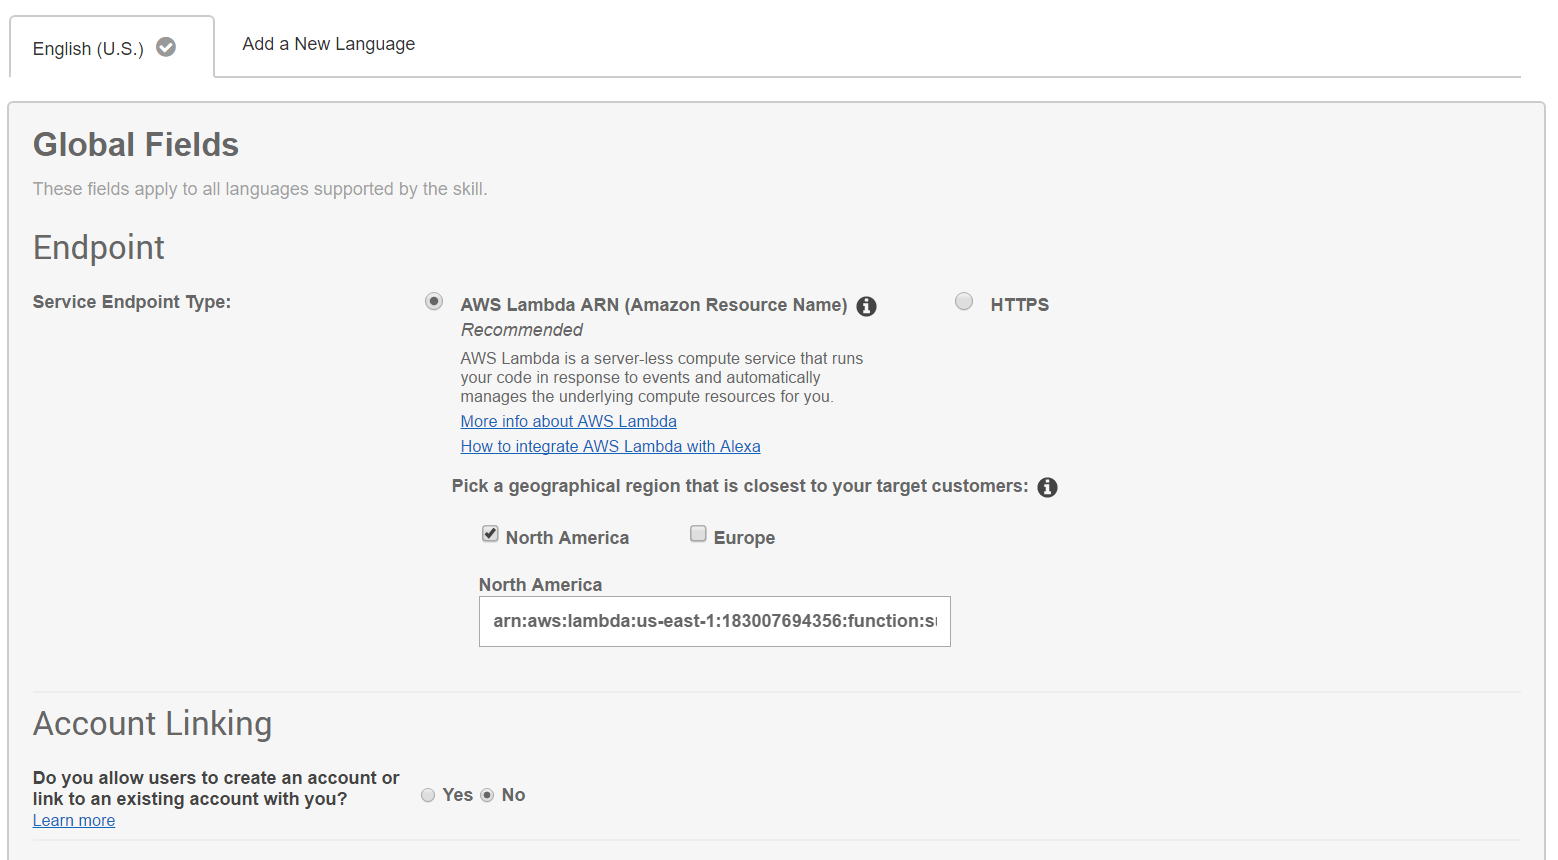 English (U.S.)
Add a New Language
Global Fields
These fields apply to all languages supported by the skill.
Endpoint
Service Endpoint Type:
AWS Lambda ARN (Amazon Resource Name)
HTTPS
Recommended
AWS Lambda is a server-less compute service that runs
your code in response to events and automatically
manages the underlying compute resources for you.
More info about AWS Lambda
How to integrate AWS Lambda with Alexa
Pick a geographical region that is closest to your target customers:
North America
Europe
North America
arn:aws:lambda:us-east-1:183007694356:function:s
Account Linking
Do you allow users to create an account or
link to an existing account with you?
Yes
No
Learn more